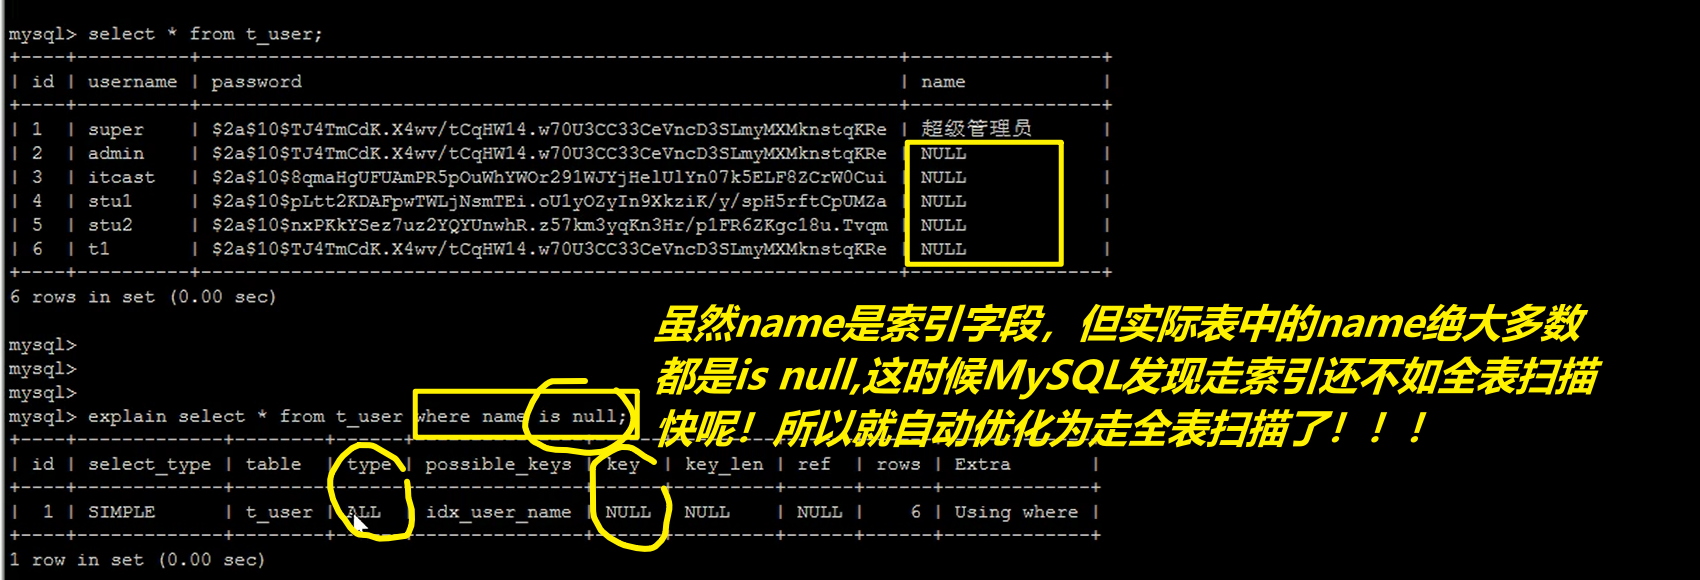 mysql> select * from t_user;
+----+----------+--------------------------------------------------------------+-----------------+
| id | username | password | name |
+----+----------+--------------------------------------------------------------+-----------------+
| 1 | super | $2a$10$TJ4TmCdK.X4wv/tCqHW14.w70U3CC33CeVncD3SLmyMXMknstqKRe | 超级管理员 |
| 2 | admin | $2a$10$TJ4TmCdK.X4wv/tCqHW14.w70U3CC33CeVncD3SLmyMXMknstqKRe | NULL |
| 3 | itcast | $2a$10$8qmaHgUFUAmPR5pOuWhYWOr291WJYjHelUlYn07k5ELF8ZCrW0Cui | NULL |
| 4 | stu1 | $2a$10$pLtt2KDAFpwTWLjNsmTEi.oUlyOZyIn9XkziK/y/spH5rftCpUMZa | NULL |
| 5 | stu2 | $2a$10$nxPKkYSez7uz2YQYUnwhR.z57km3yqKn3Hr/p1FR6ZKgc18u.Tvqm | NULL |
| 6 | t1 | $2a$10$TJ4TmCdK.X4wv/tCqHW14.w70U3CC33CeVncD3SLmyMXMknstqKRe | NULL |
+----+----------+--------------------------------------------------------------+-----------------+
6 rows in set (0.00 sec)
虽然name是索引字段，但实际表中的name绝大多数
都是is null,这时候MySQL发现走索引还不如全表扫描
快呢！所以就自动优化为走全表扫描了！！！
mysql>
mysql>
mysql>
mysql> explain select * from t_user where name is null;
+----+-------------+--------+------+---------------+------+---------+------+------+-------------+
| id | select_type | table | type | possible_keys | key | key_len | ref | rows | Extra |
+----+-------------+--------+------+---------------+------+---------+------+------+-------------+
| 1 | SIMPLE | t_user | ALL | idx_user_name | NULL | NULL | NULL | 6 | Using where |
+----+-------------+--------+------+---------------+------+---------+------+------+-------------+
1 row in set (0.00 sec)